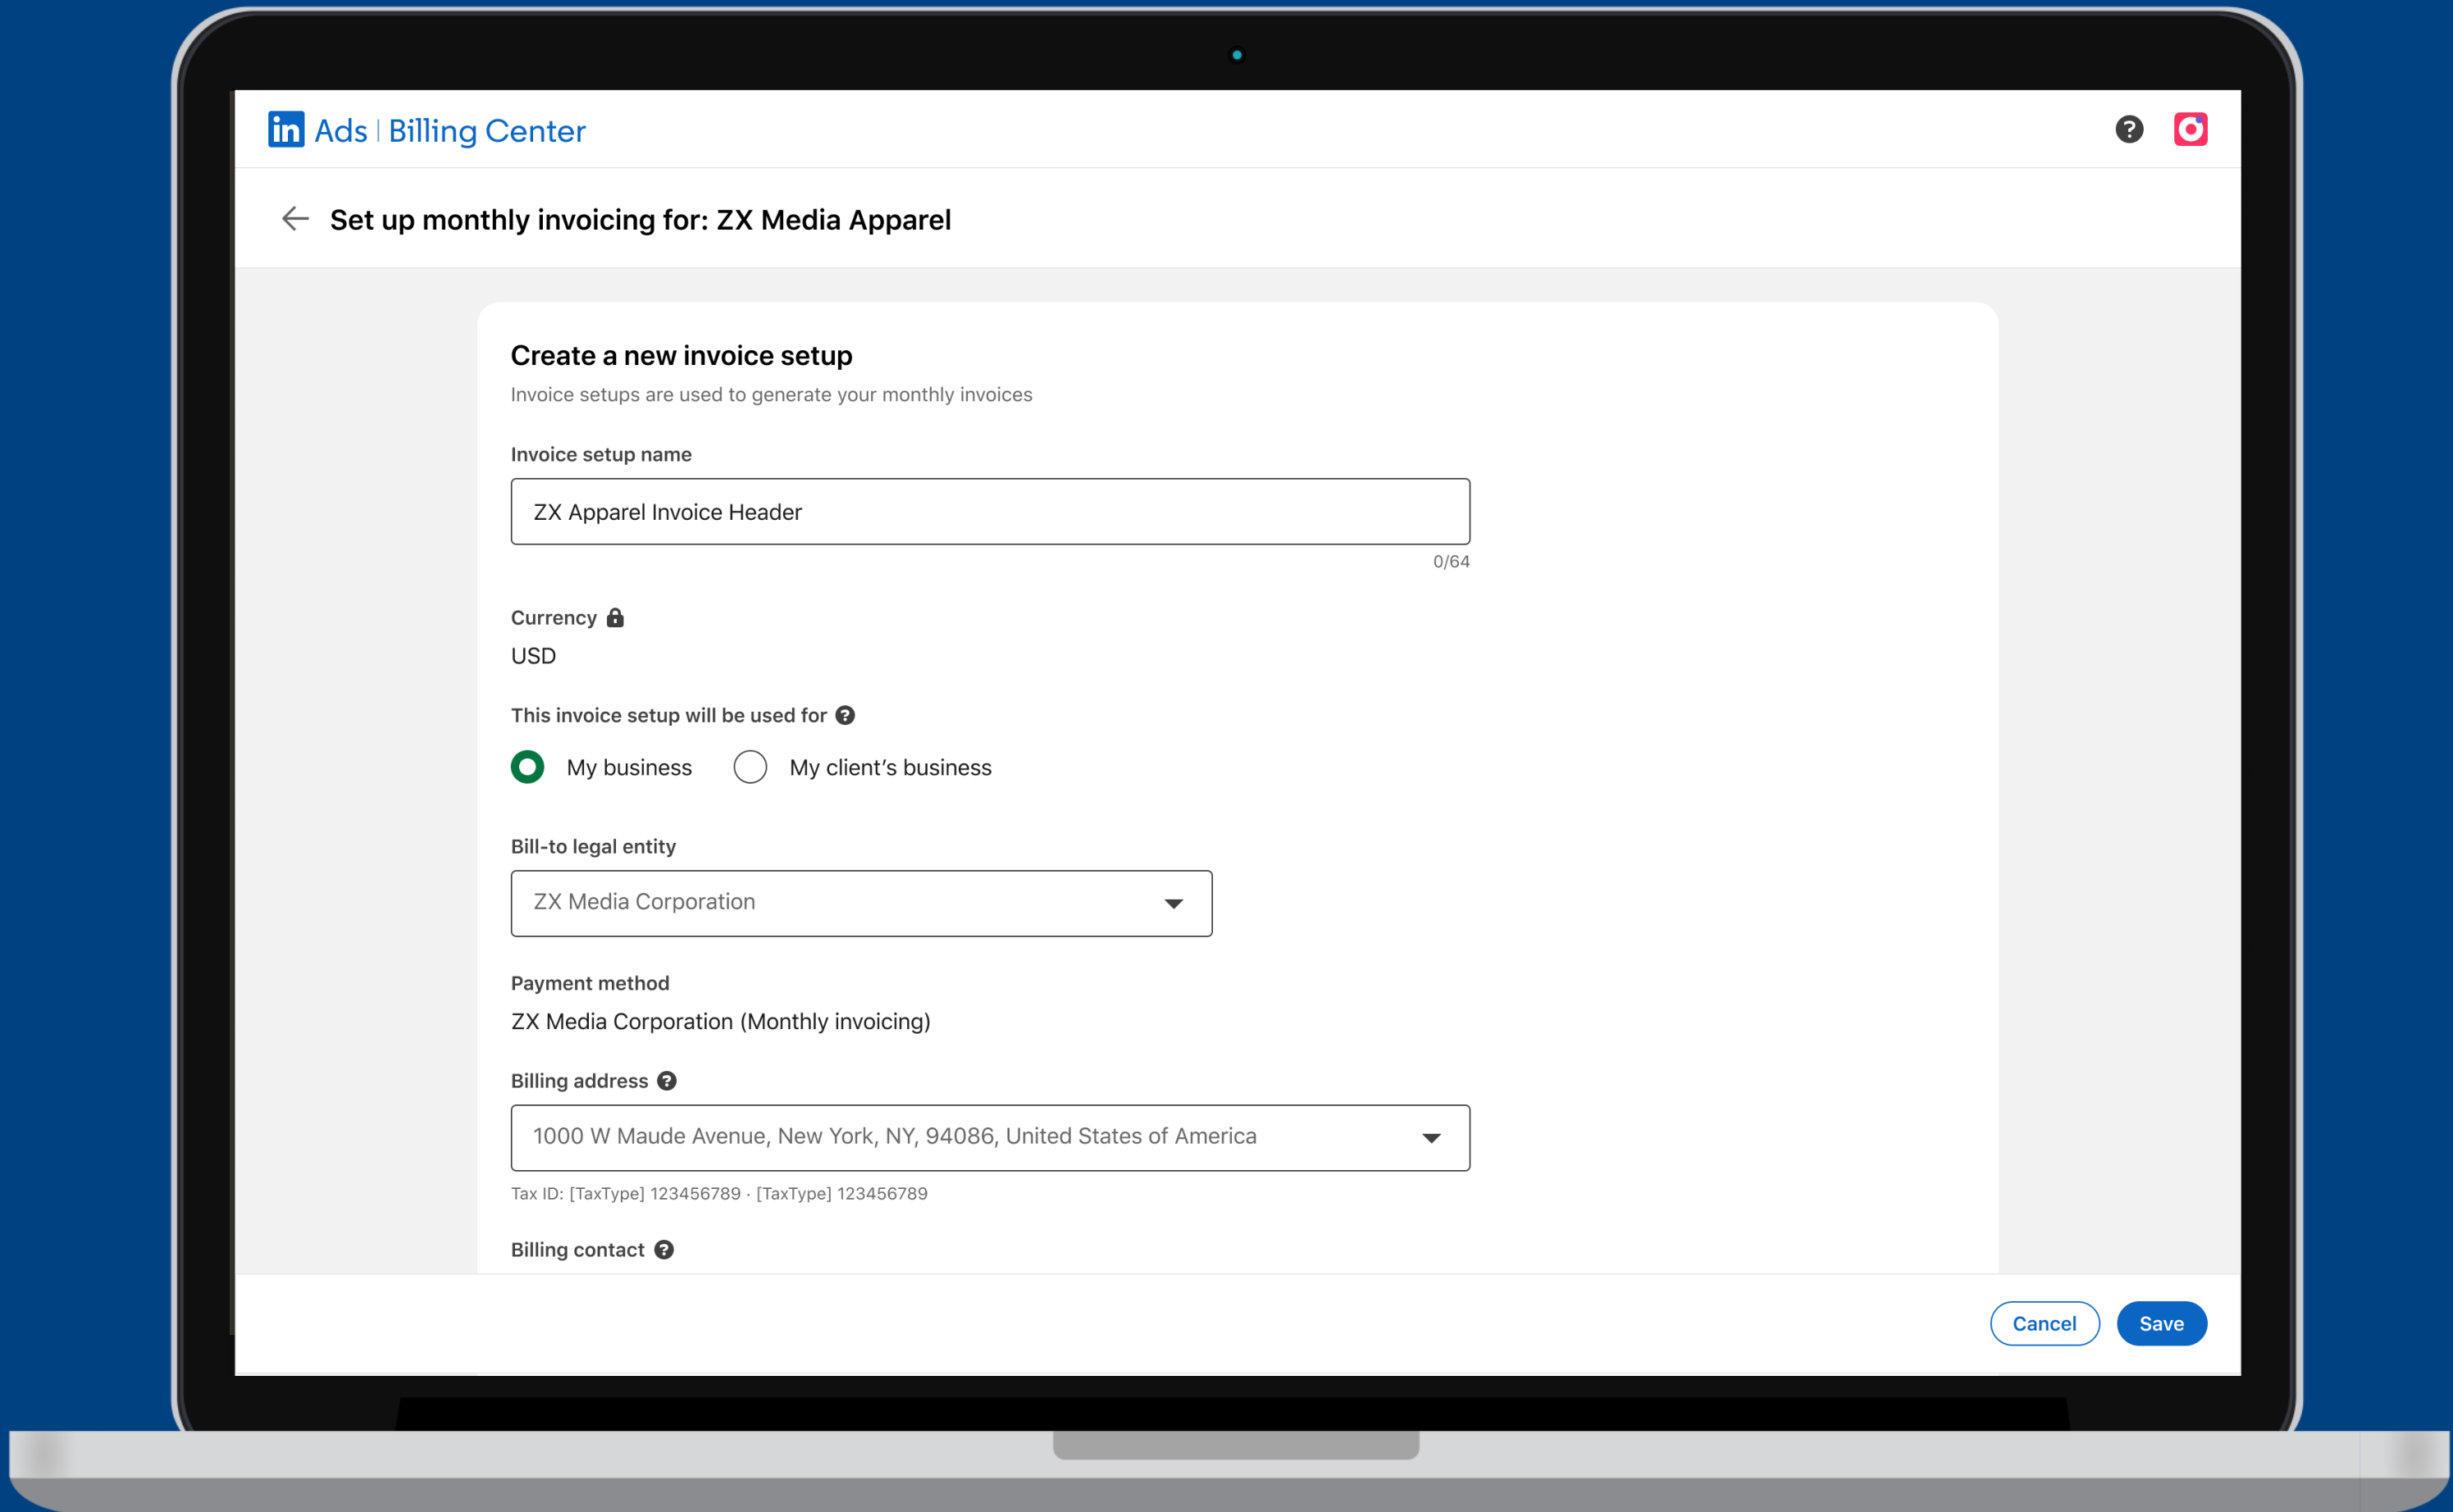 in Ads | Billing Center
Set up monthly invoicing for: ZX Media Apparel
Create a new invoice setup
Invoice setups are used to generate your monthly invoices
Invoice setup name
ZX Apparel Invoice Header
0/64
Currency
USD
This invoice setup will be used for ?
My business My client’s business
Bill-to legal entity
ZX Media Corporation
Payment method
ZX Media Corporation (Monthly invoicing)
Billing address ?
1000 W Maude Avenue, New York, NY, 94086, United States of America
Tax ID: [TaxType] 123456789 · [TaxType] 123456789
Billing contact ?
Cancel Save